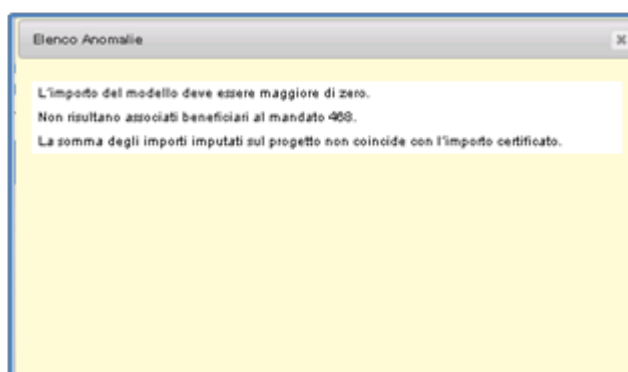 Elenco Anomalie
L'importo del modello deve essere maggiore di zero.
Non risultano associati beneficiari al mandato 468.
La somma degli importi imputati sul progetto non coincide con l'importo certificato.